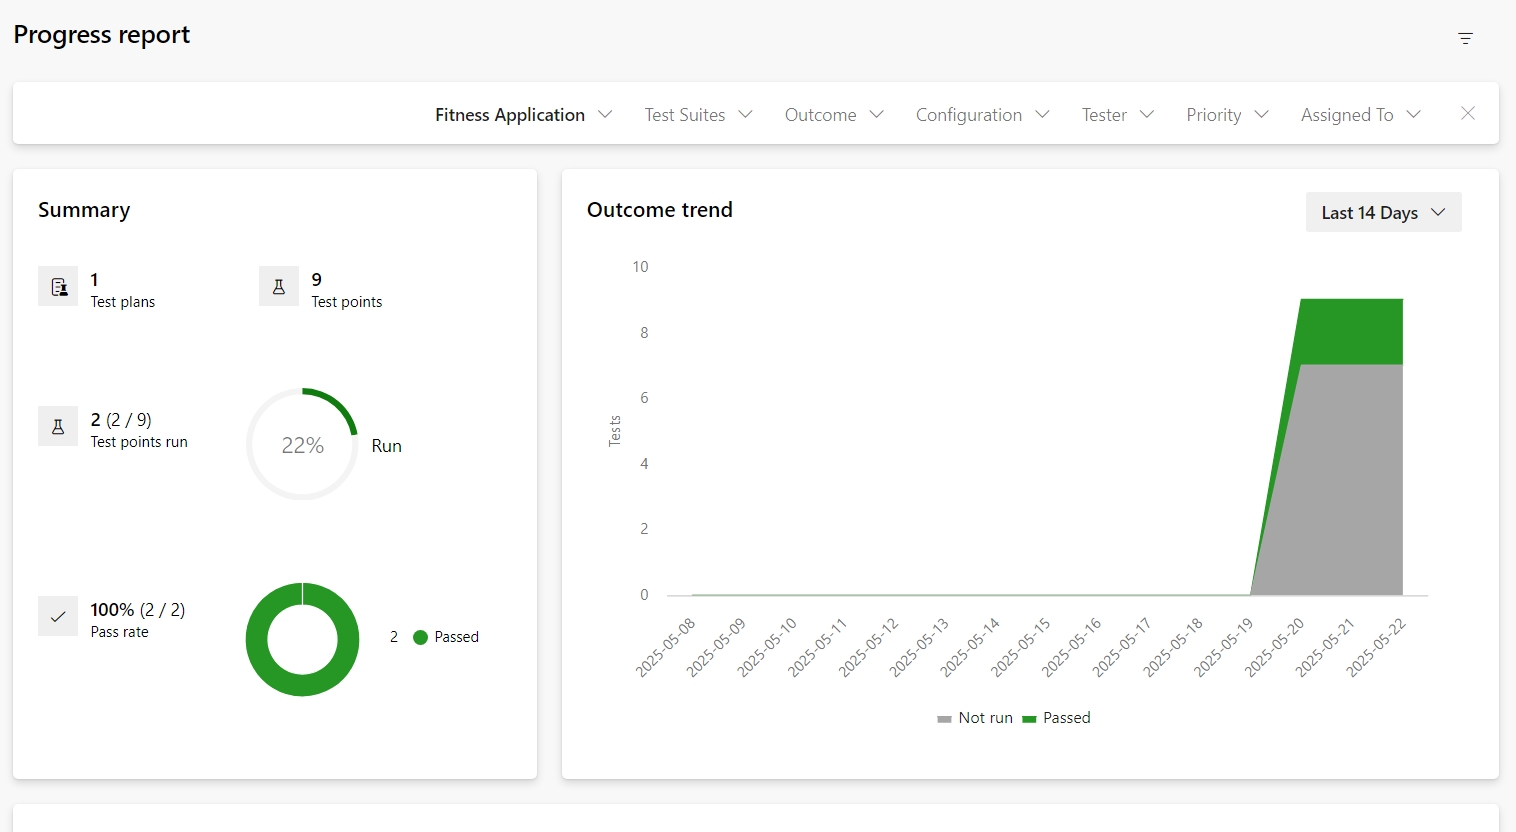 Progress report
Fitness Application Test Suites Outcome Configuration Tester Priority Assigned To
Summary
1
Test plans
9
Test points
2 (2 / 9)
Test points run
22%
Run
100% (2 / 2)
Pass rate
2 Passed
Outcome trend
Last 14 Days
10
8
6
4
2
0
Tests
2025-05-08
2025-05-09
2025-05-10
2025-05-11
2025-05-12
2025-05-13
2025-05-14
2025-05-15
2025-05-16
2025-05-17
2025-05-18
2025-05-19
2025-05-20
2025-05-21
2025-05-22
Not run Passed